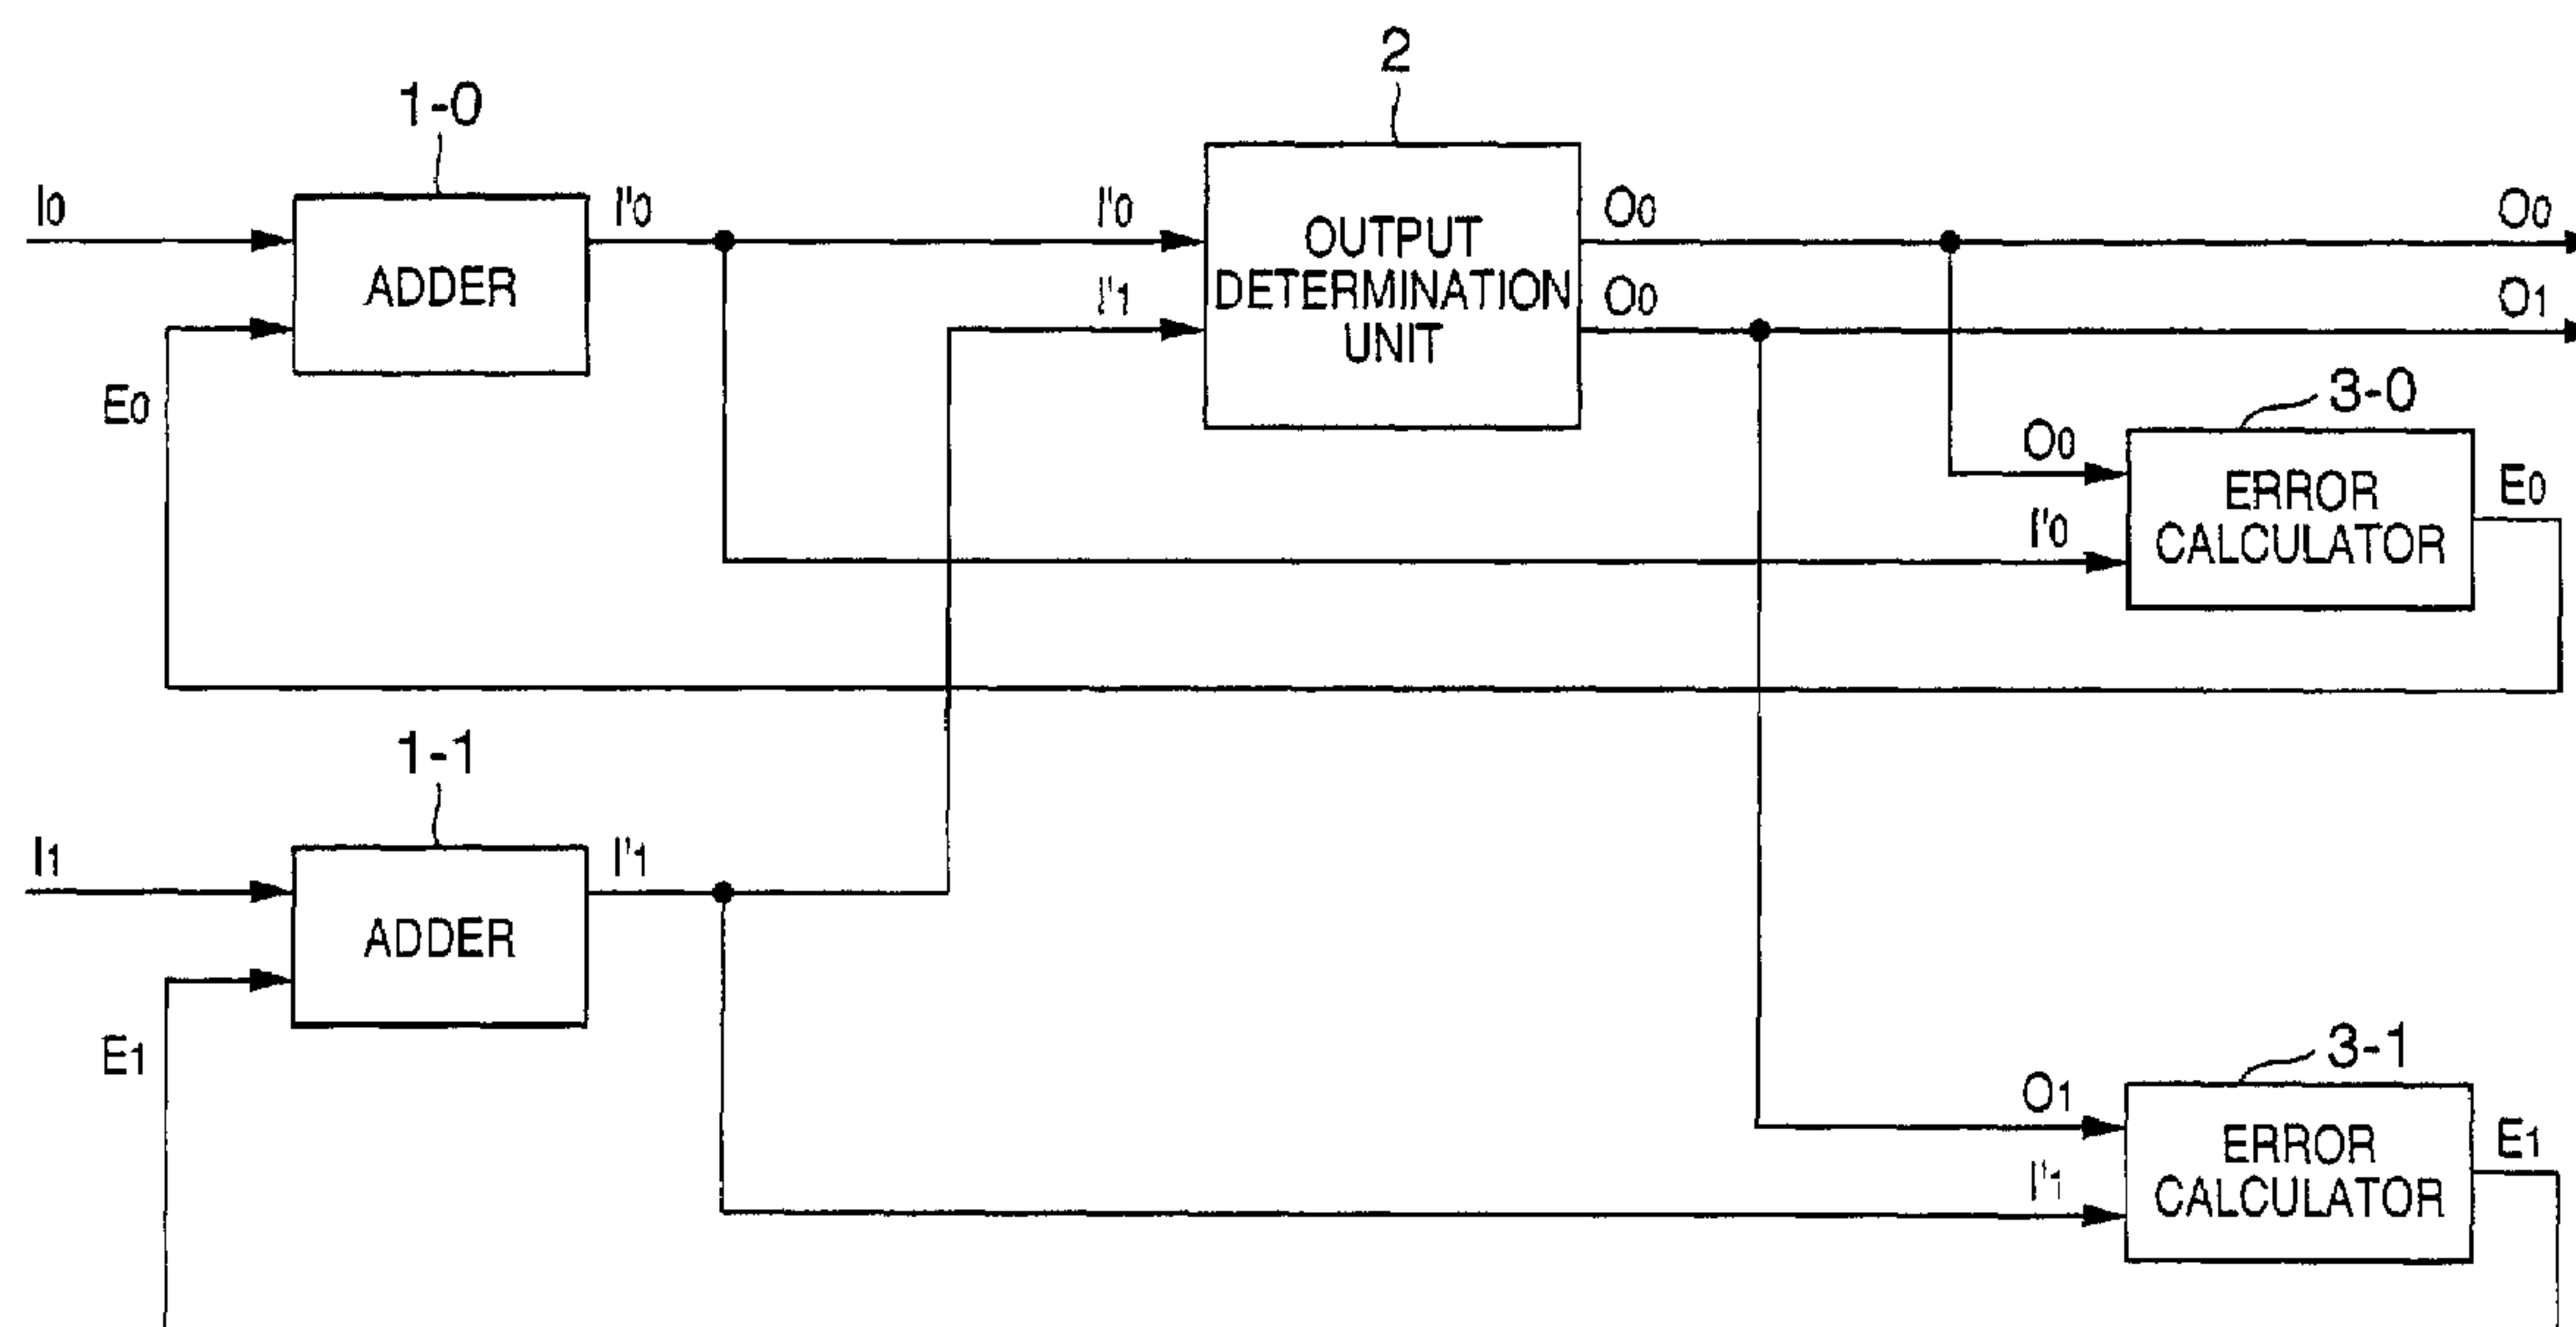 2
1-0
I0
I'0
I'0
O0
O0
ADDER
OUTPUT
DETERMINATION
UNIT
I'1
O0
O1
E0
3-0
O0
ERROR
CALCULATOR
E0
I'0
1-1
I1
I'1
ADDER
E1
3-1
O1
ERROR
CALCULATOR
E1
I'1